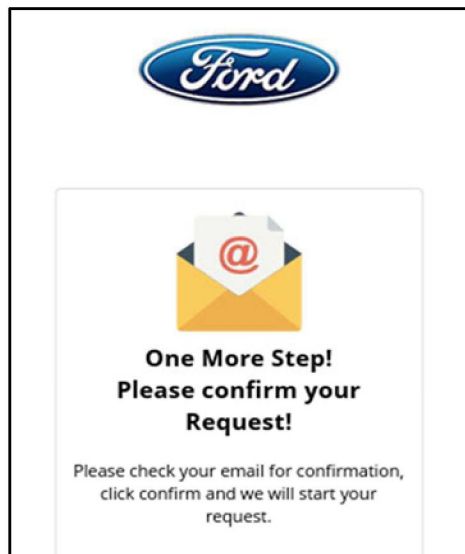 Ford
@
One More Step!
Please confirm your
Request!
Please check your email for confirmation,
click confirm and we will start your
request.